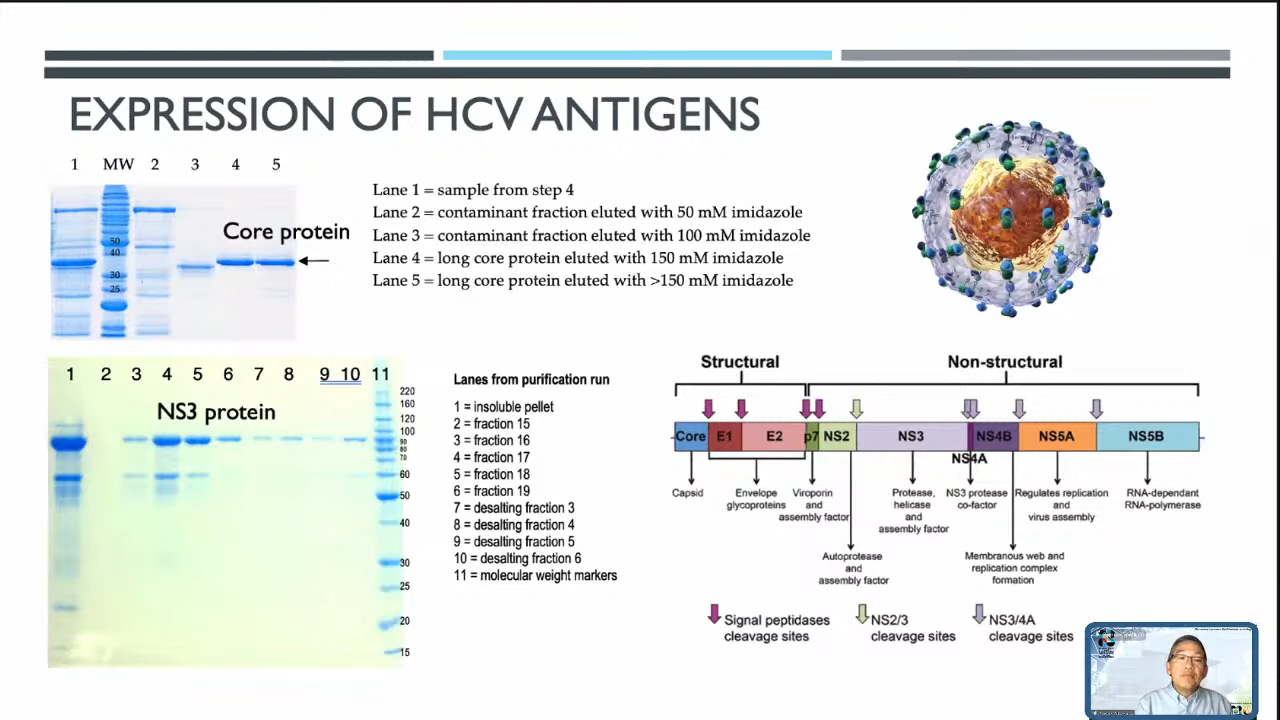 EXPRESSION OF HCV ANTIGENS
1 MW 2 3 4 5
50
40
30
25
Core protein
Lane 1 = sample from step 4
Lane 2 = contaminant fraction eluted with 50 mM imidazole
Lane 3 = contaminant fraction eluted with 100 mM imidazole
Lane 4 = long core protein eluted with 150 mM imidazole
Lane 5 = long core protein eluted with >150 mM imidazole
1 2 3 4 5 6 7 8 9 10 11
NS3 protein
220
160
120
100
90
80
70
60
50
40
30
25
20
15
Lanes from purification run
1 = insoluble pellet
2 = fraction 15
3 = fraction 16
4 = fraction 17
5 = fraction 18
6 = fraction 19
7 = desalting fraction 3
8 = desalting fraction 4
9 = desalting fraction 5
10 = desalting fraction 6
11 = molecular weight markers
Structural Non-structural
Core E1 E2 p7 NS2 NS3 NS4B NS5A NS5B
NS4A
Capsid
Envelope
glycoproteins
Viroporin
and
assembly factor
Protease,
helicase
and
assembly factor
NS3 protease
co-factor
Regulates replication
and
virus assembly
RNA-dependant
RNA-polymerase
Autoprotease
and
assembly factor
Membranous web and
replication complex
formation
Signal peptidases
cleavage sites
NS2/3
cleavage sites
NS3/4A
cleavage sites